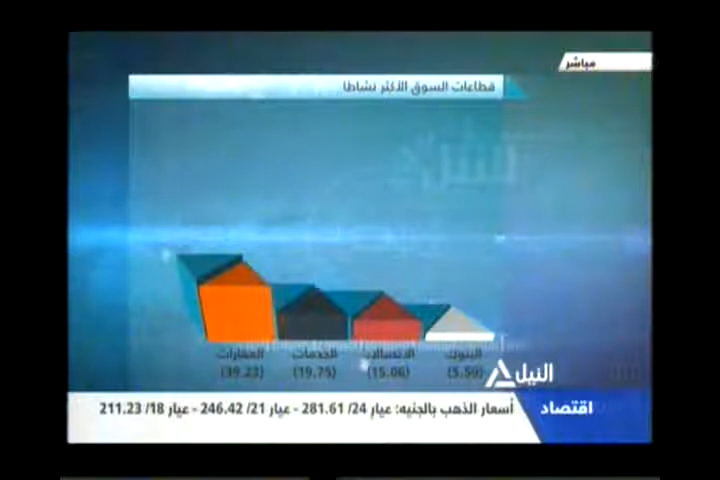 مباشر
قطاعات السوق الأكثر نشاطا
البنوك الاتصالات الخدمات العقارات
(5.50) (15.06) (19.75) (39.23)
النيل
اقتصاد
أسعار الذهب بالجنيه: عيار 24/ 281.61 - عيار 21/ 246.42 - عيار 18/ 211.23